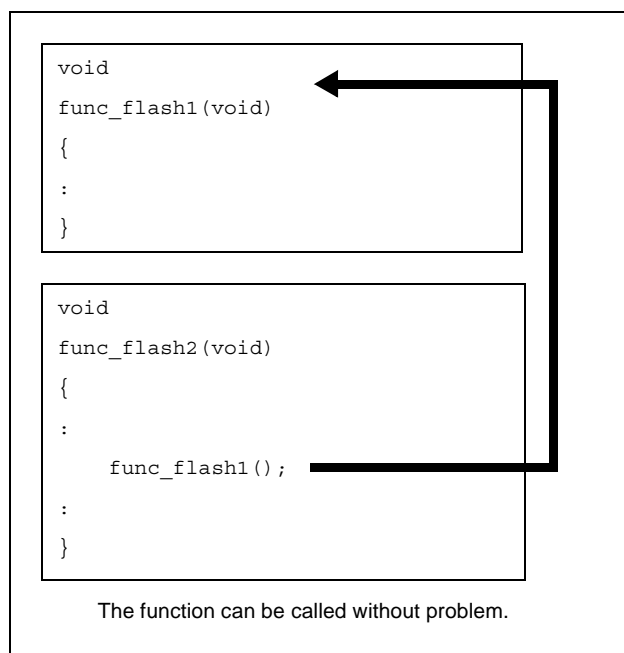 void
func_flash1(void)
{
:
}
void
func_flash2(void)
{
:
func_flash1();
:
}
The function can be called without problem.